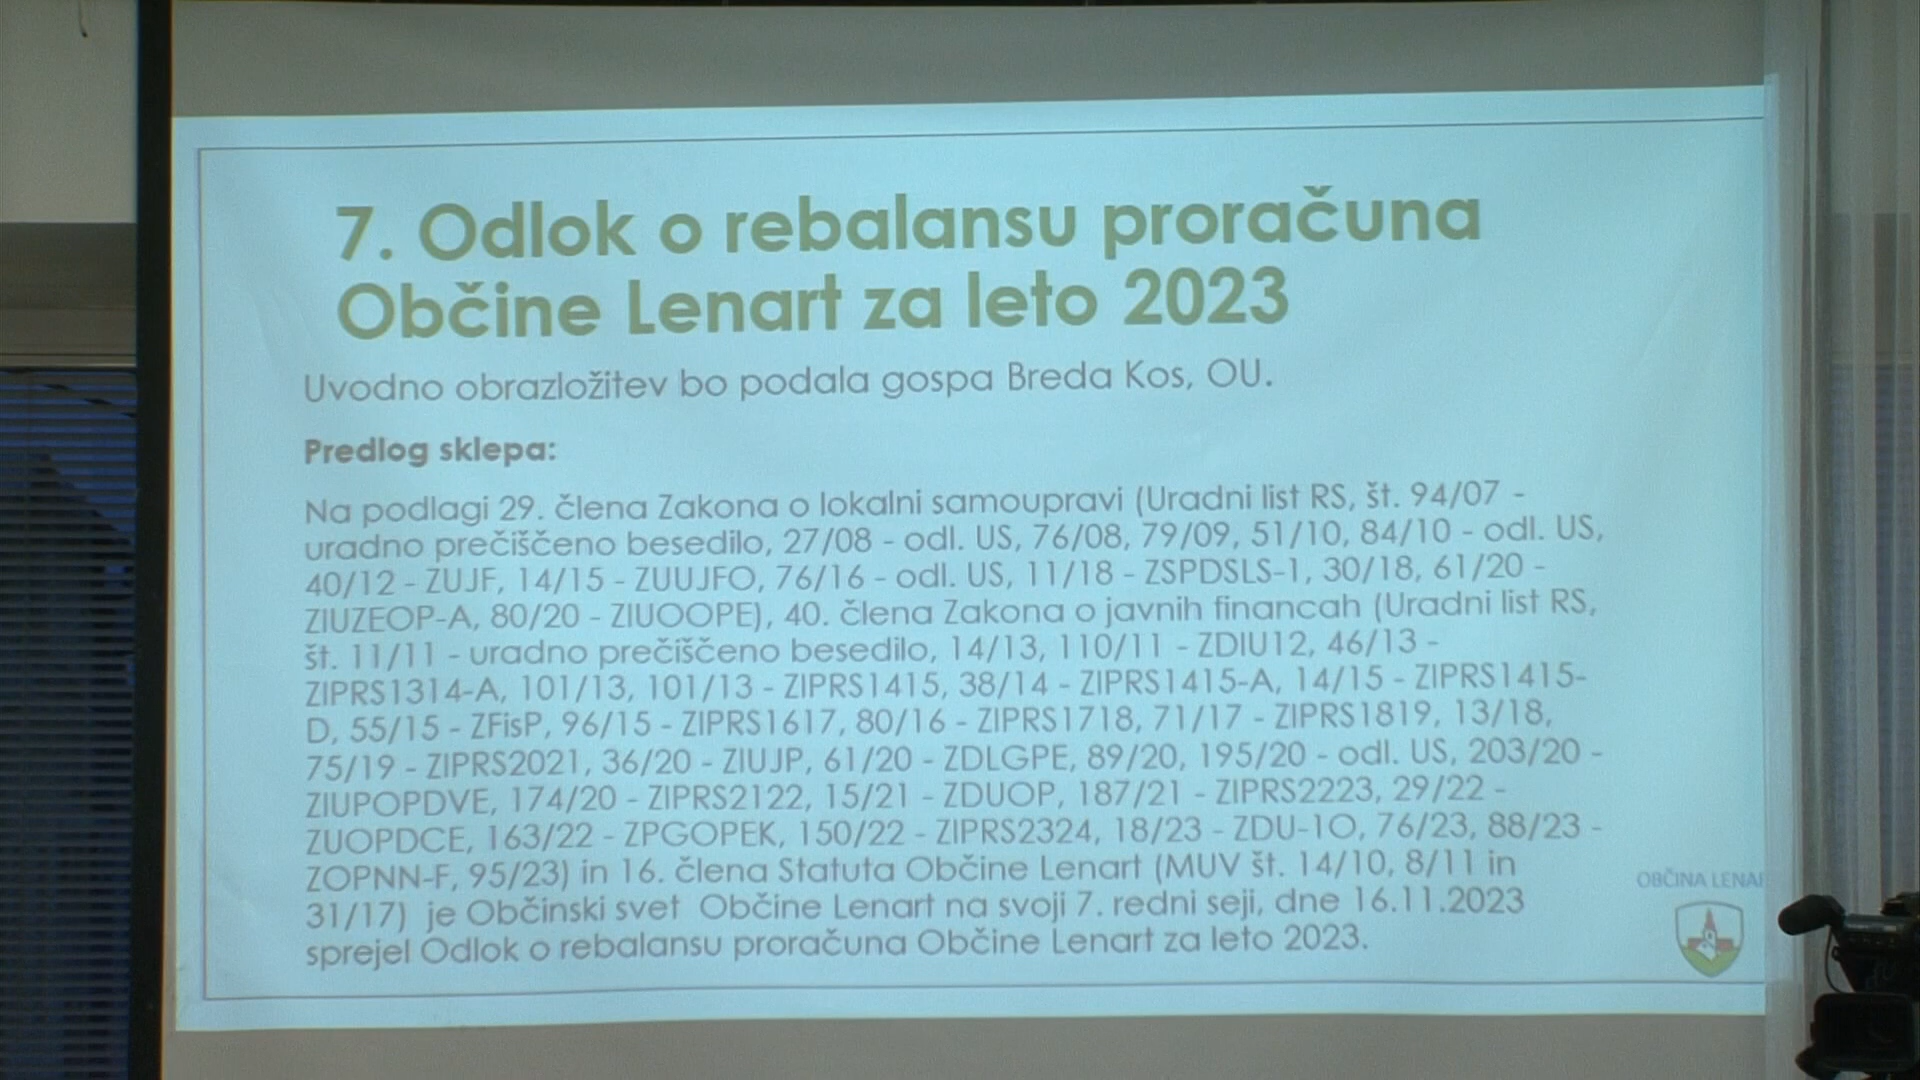 7. Odlok o rebalansu proračuna
Občine Lenart za leto 2023
Uvodno obrazložitev bo podala gospa Breda Kos, OU.
Predlog sklepa:
Na podlagi 29. člena Zakona o lokalni samoupravi (Uradni list RS, št. 94/07 -
uradno prečiščeno besedilo, 27/08 - odl. US, 76/08, 79/09, 51/10, 84/10 - odl. US,
40/12 - ZUJF, 14/15 - ZUUJFO, 76/16 - odl. US, 11/18 - ZSPDSLS-1, 30/18, 61/20 -
ZIUZEOP-A, 80/20 - ZIUOOPE), 40. člena Zakona o javnih financah (Uradni list RS,
št. 11/11 - uradno prečiščeno besedilo, 14/13, 110/11 - ZDIU12, 46/13 -
ZIPRS1314-A, 101/13, 101/13 - ZIPRS1415, 38/14 - ZIPRS1415-A, 14/15 - ZIPRS1415-
D, 55/15 - ZFisP, 96/15 - ZIPRS1617, 80/16 - ZIPRS1718, 71/17 - ZIPRS1819, 13/18,
75/19 - ZIPRS2021, 36/20 - ZIUJP, 61/20 - ZDLGPE, 89/20, 195/20 - odl. US, 203/20 -
ZIUPOPDVE, 174/20 - ZIPRS2122, 15/21 - ZDUOP, 187/21 - ZIPRS2223, 29/22 -
ZUOPDCE, 163/22 - ZPGOPEK, 150/22 - ZIPRS2324, 18/23 - ZDU-1O, 76/23, 88/23 -
ZOPNN-F, 95/23) in 16. člena Statuta Občine Lenart (MUV št. 14/10, 8/11 in
31/17) je Občinski svet Občine Lenart na svoji 7. redni seji, dne 16.11.2023
sprejel Odlok o rebalansu proračuna Občine Lenart za leto 2023.
OBČINA LENAR